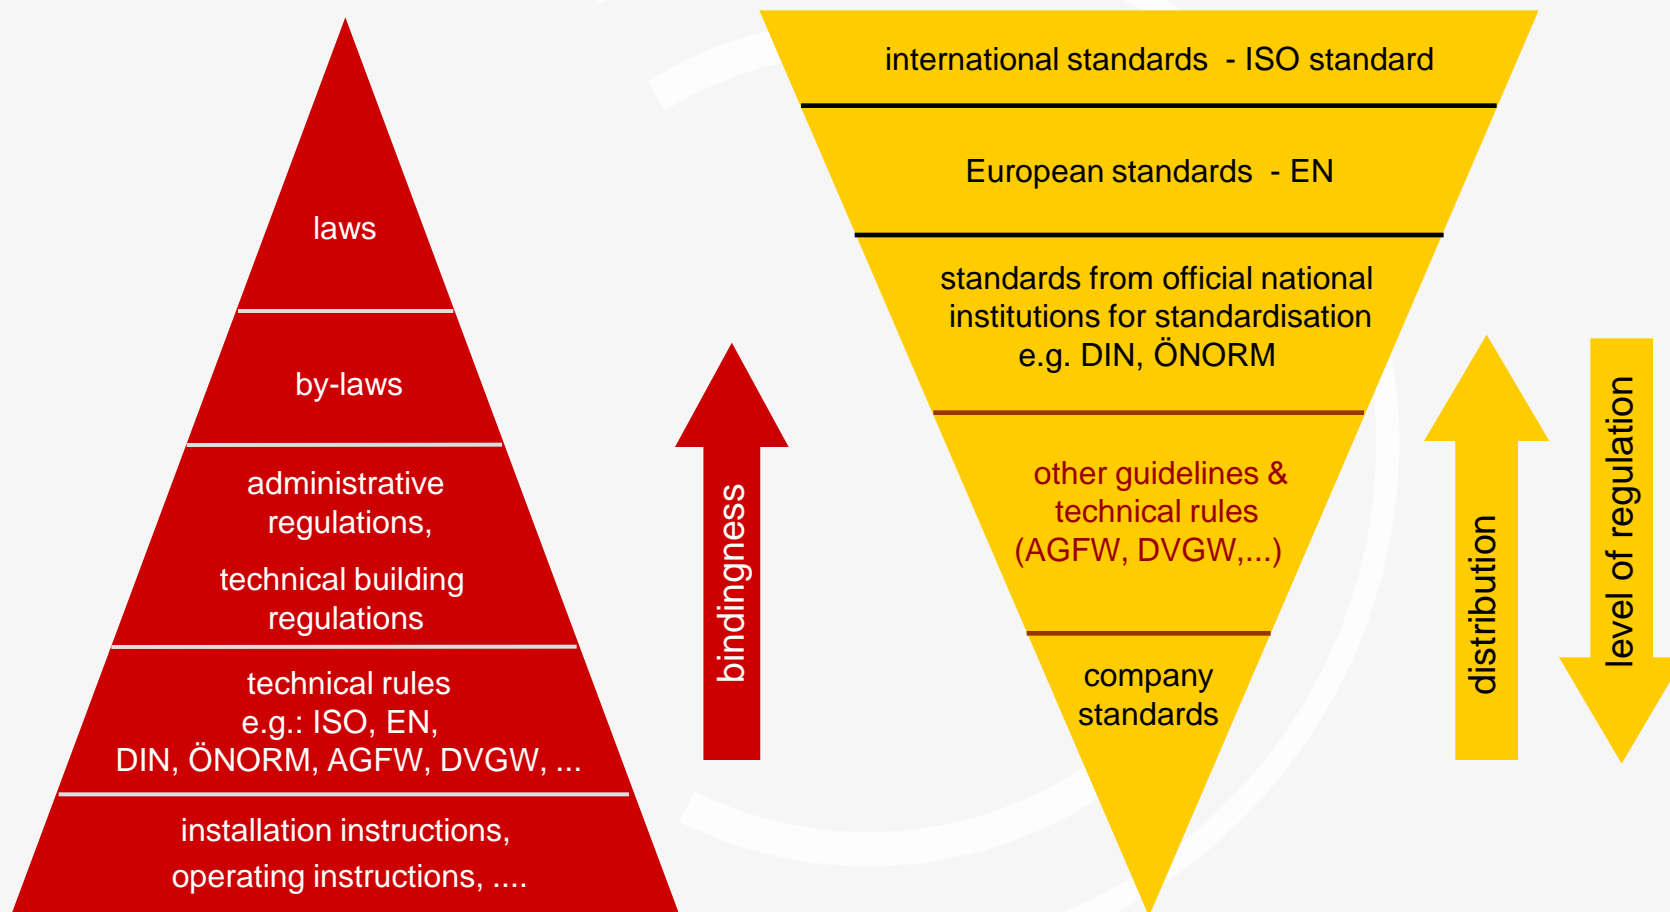 laws
by-laws
administrative
regulations,
technical building
regulations
technical rules
e.g.: ISO, EN,
DIN, ÖNORM, AGFW, DVGW, ...
installation instructions,
operating instructions, ....
bindingness
international standards - ISO standard
European standards - EN
standards from official national
institutions for standardisation
e.g. DIN, ÖNORM
other guidelines &
technical rules
(AGFW, DVGW,...)
company
standards
distribution
level of regulation